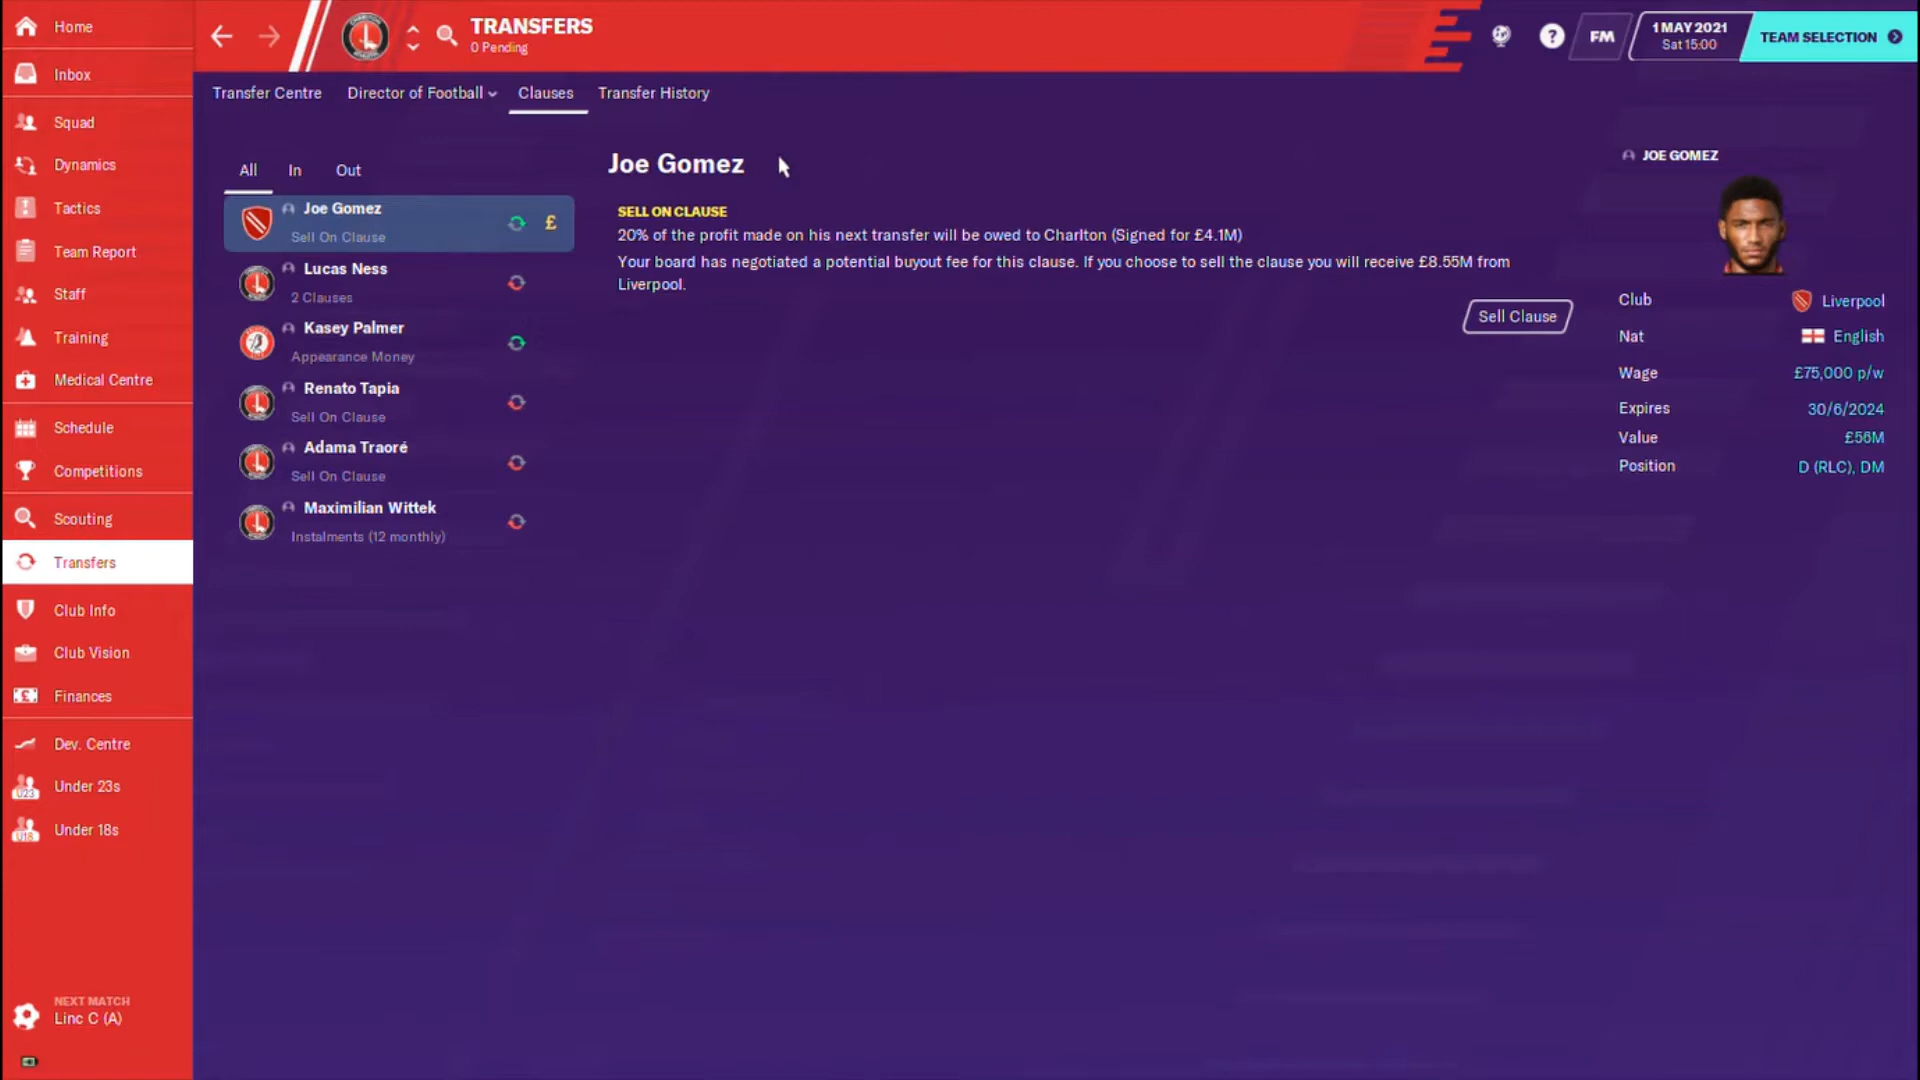 Home
Inbox
Squad
Dynamics
Tactics
Team Report
Staff
Training
Medical Centre
Schedule
Competitions
Scouting
Transfers
Club Info
Club Vision
Finances
Dev. Centre
U23
Under 23s
U18
Under 18s
NEXT MATCH
Linc C (A)
TRANSFERS
0 Pending
?
FM
1 MAY 2021
Sat 15:00
TEAM SELECTION
Transfer Centre
Director of Football
Clauses
Transfer History
All
In
Out
Joe Gomez
Sell On Clause
£
Lucas Ness
2 Clauses
Kasey Palmer
Appearance Money
Renato Tapia
Sell On Clause
Adama Traoré
Sell On Clause
Maximilian Wittek
Instalments (12 monthly)
Joe Gomez
SELL ON CLAUSE
20% of the profit made on his next transfer will be owed to Charlton (Signed for £4.1M)
Your board has negotiated a potential buyout fee for this clause. If you choose to sell the clause you will receive £8.55M from
Liverpool.
Sell Clause
JOE GOMEZ
Club Liverpool
Nat English
Wage £75,000 p/w
Expires 30/6/2024
Value £56M
Position D (RLC), DM